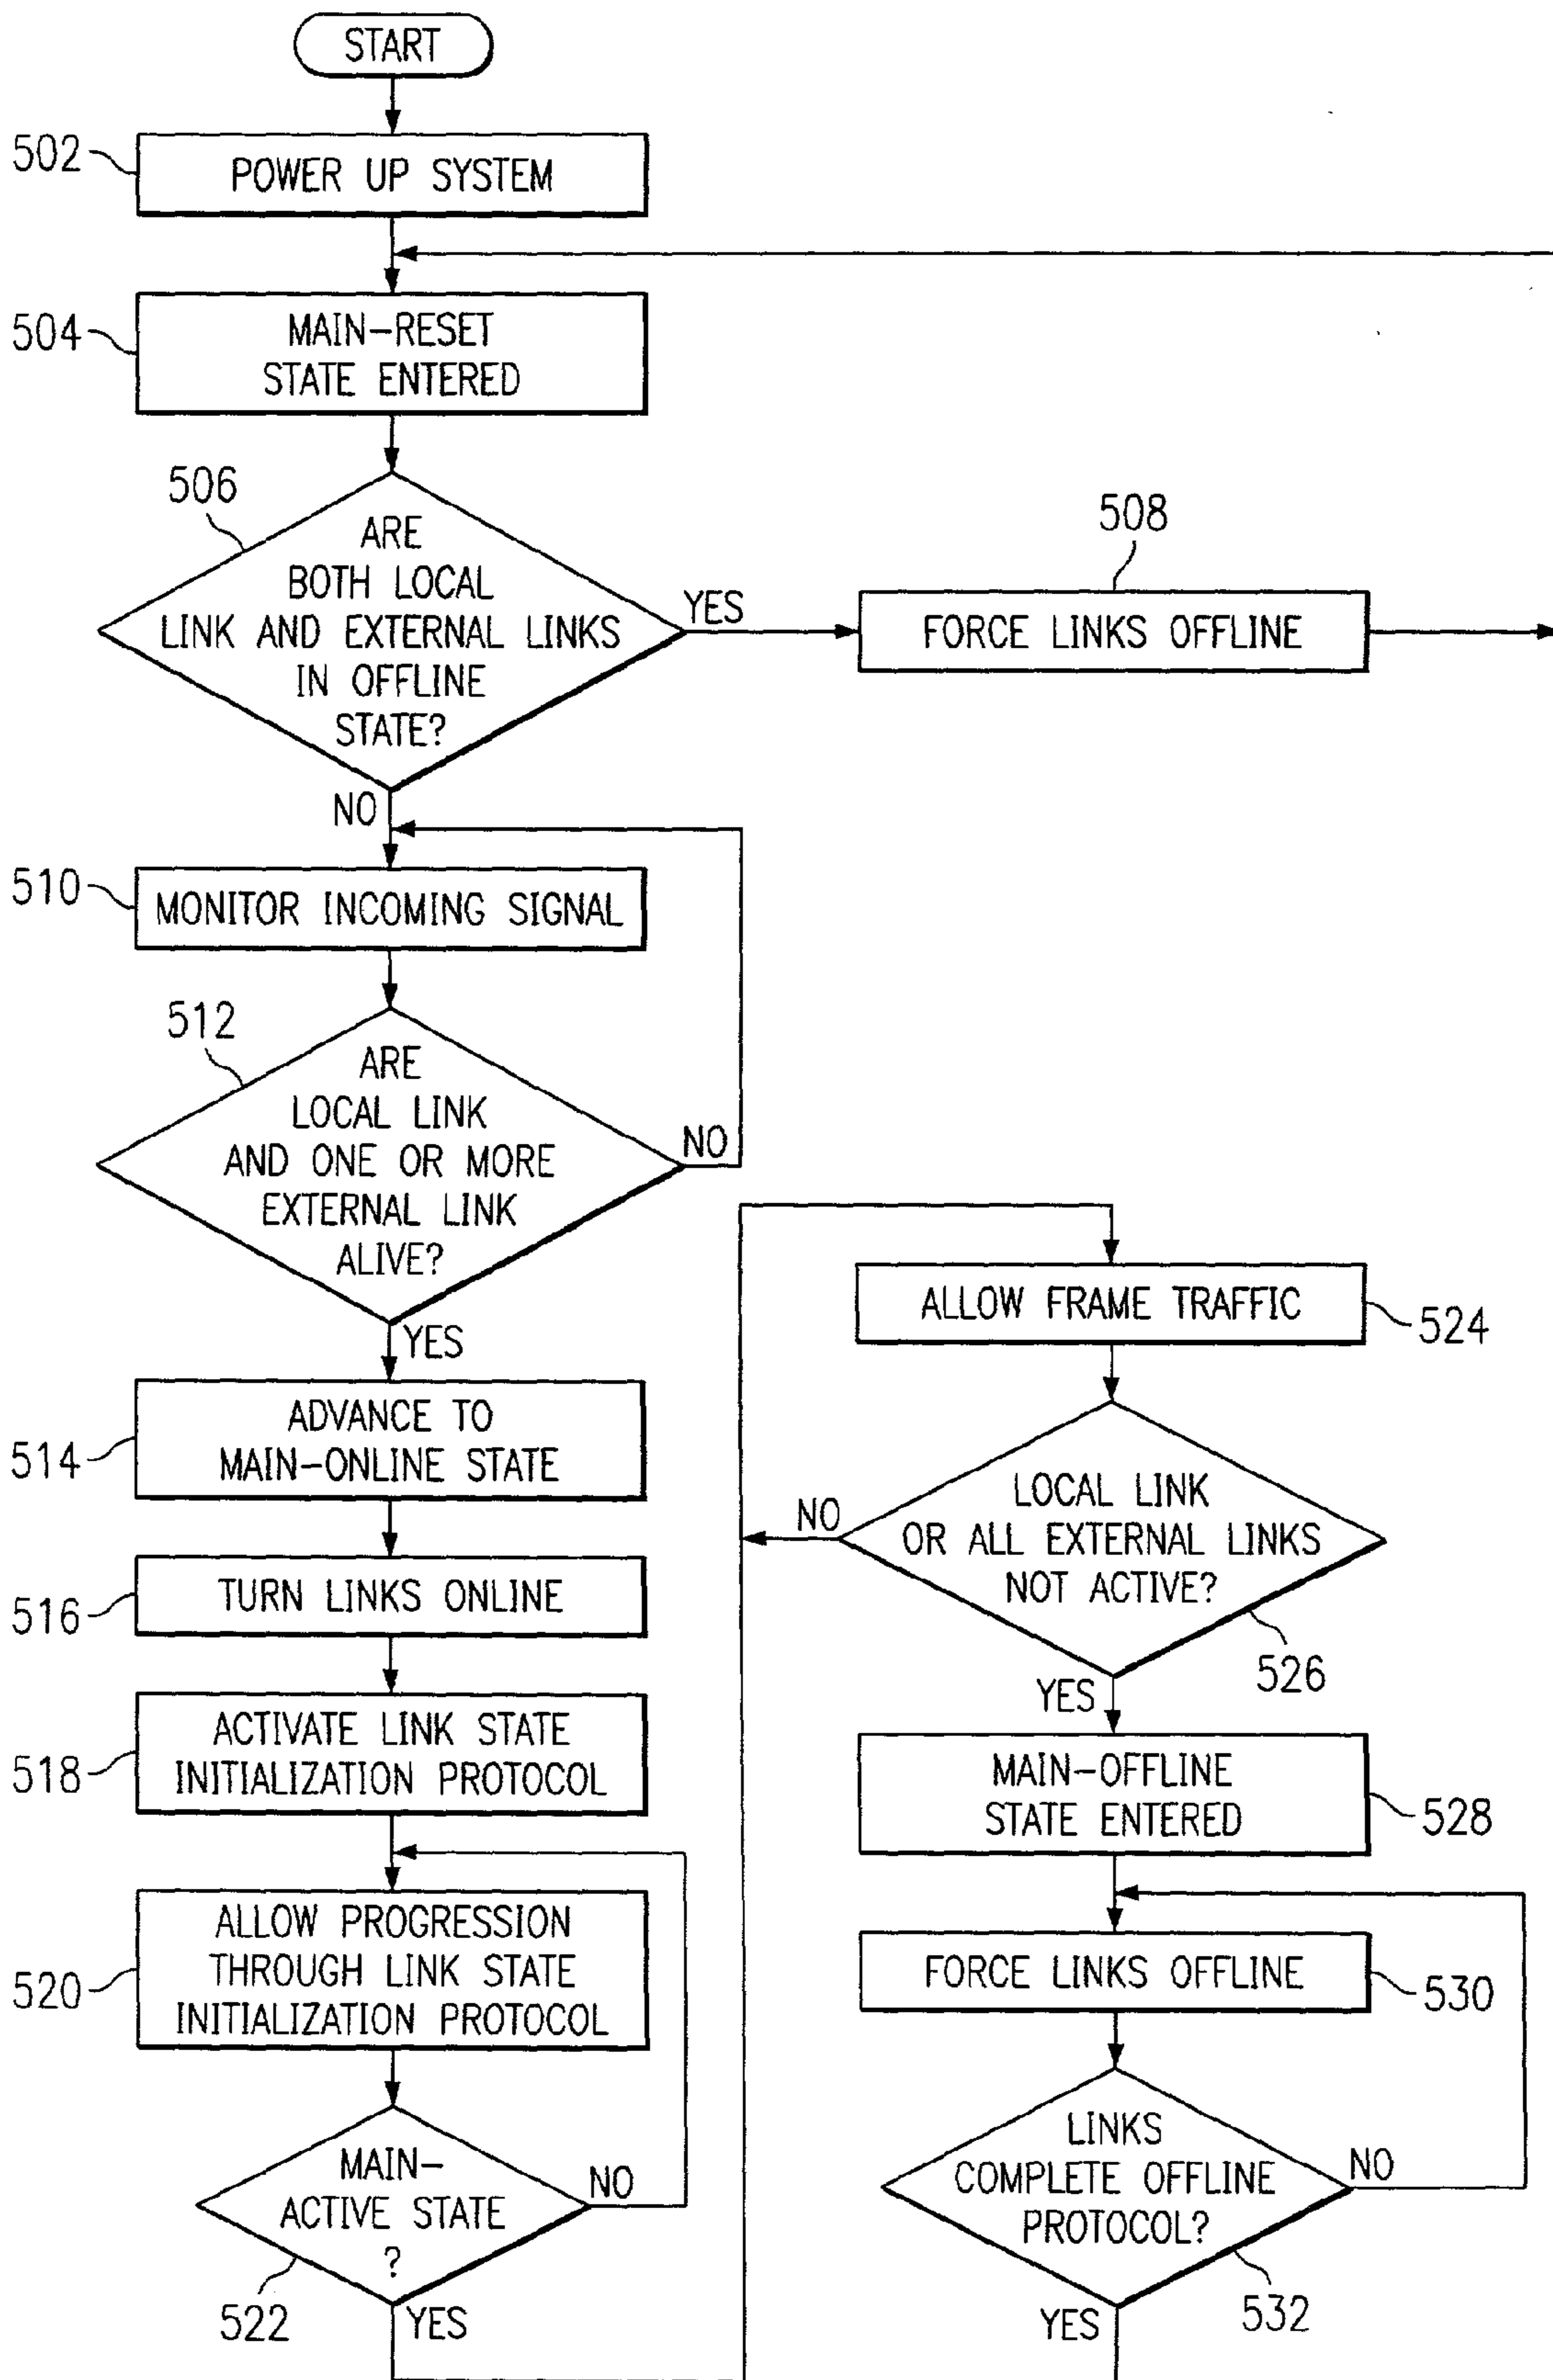 START
502
POWER UP SYSTEM
504
MAIN-RESET
STATE ENTERED
506
ARE
BOTH LOCAL
LINK AND EXTERNAL LINKS
IN OFFLINE
STATE?
YES
508
FORCE LINKS OFFLINE
NO
510
MONITOR INCOMING SIGNAL
512
ARE
LOCAL LINK
AND ONE OR MORE
EXTERNAL LINK
ALIVE?
NO
YES
514
ADVANCE TO
MAIN-ONLINE STATE
516
TURN LINKS ONLINE
518
ACTIVATE LINK STATE
INITIALIZATION PROTOCOL
520
ALLOW PROGRESSION
THROUGH LINK STATE
INITIALIZATION PROTOCOL
MAIN-
ACTIVE STATE
?
NO
522
YES
ALLOW FRAME TRAFFIC
524
LOCAL LINK
OR ALL EXTERNAL LINKS
NOT ACTIVE?
NO
526
YES
MAIN-OFFLINE
STATE ENTERED
528
FORCE LINKS OFFLINE
530
LINKS
COMPLETE OFFLINE
PROTOCOL?
NO
532
YES